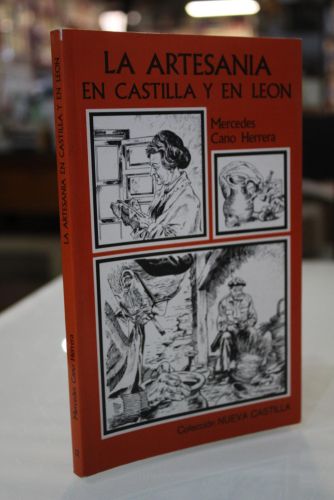 LA ARTESANIA
EN CASTILLA Y EN LEON
Mercedes
Cano Herrera
Colección NUEVA CASTILLA
LA ARTESANIA EN CASTILLA Y EN LEON
Mercedes Cano Herrera